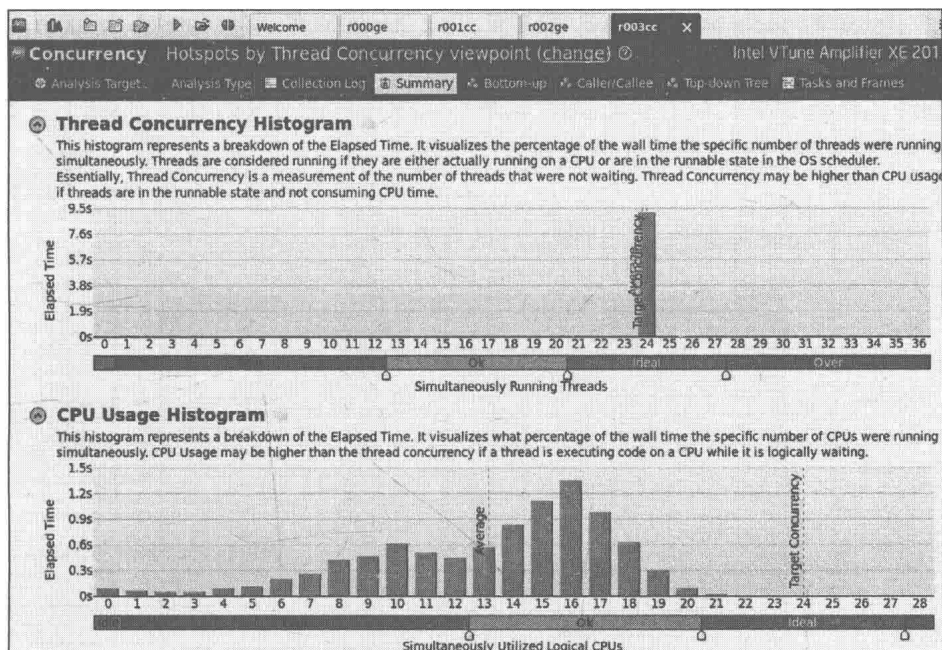 Welcome r000ge r001cc r002ge r003cc X
Concurrency Hotspots by Thread Concurrency viewpoint (change) Intel VTune Amplifier XE 201
Analysis Target Analysis Type Collection Log Summary Bottom-up Caller/Callee Top-down Tree Tasks and Frames
Thread Concurrency Histogram
This histogram represents a breakdown of the Elapsed Time. It visualizes the percentage of the wall time the specific number of threads were running
simultaneously. Threads are considered running if they are either actually running on a CPU or are in the runnable state in the OS scheduler.
Essentially, Thread Concurrency is a measurement of the number of threads that were not waiting. Thread Concurrency may be higher than CPU usage
if threads are in the runnable state and not consuming CPU time.
Elapsed Time
9.5s
7.6s
5.7s
3.8s
1.9s
0s
Target Concurrency
0 1 2 3 4 5 6 7 8 9 10 11 12 13 14 15 16 17 18 19 20 21 22 23 24 25 26 27 28 29 30 31 32 33 34 35 36
Ok Ideal Over
Simultaneously Running Threads
CPU Usage Histogram
This histogram represents a breakdown of the Elapsed Time. It visualizes what percentage of the wall time the specific number of CPUs were running
simultaneously. CPU Usage may be higher than the thread concurrency if a thread is executing code on a CPU while it is logically waiting.
Elapsed Time
1.5s
1.2s
0.9s
0.6s
0.3s
0s
Average
Target Concurrency
0 1 2 3 4 5 6 7 8 9 10 11 12 13 14 15 16 17 18 19 20 21 22 23 24 25 26 27 28
Ok Ideal
Simultaneously Utilized Logical CPUs